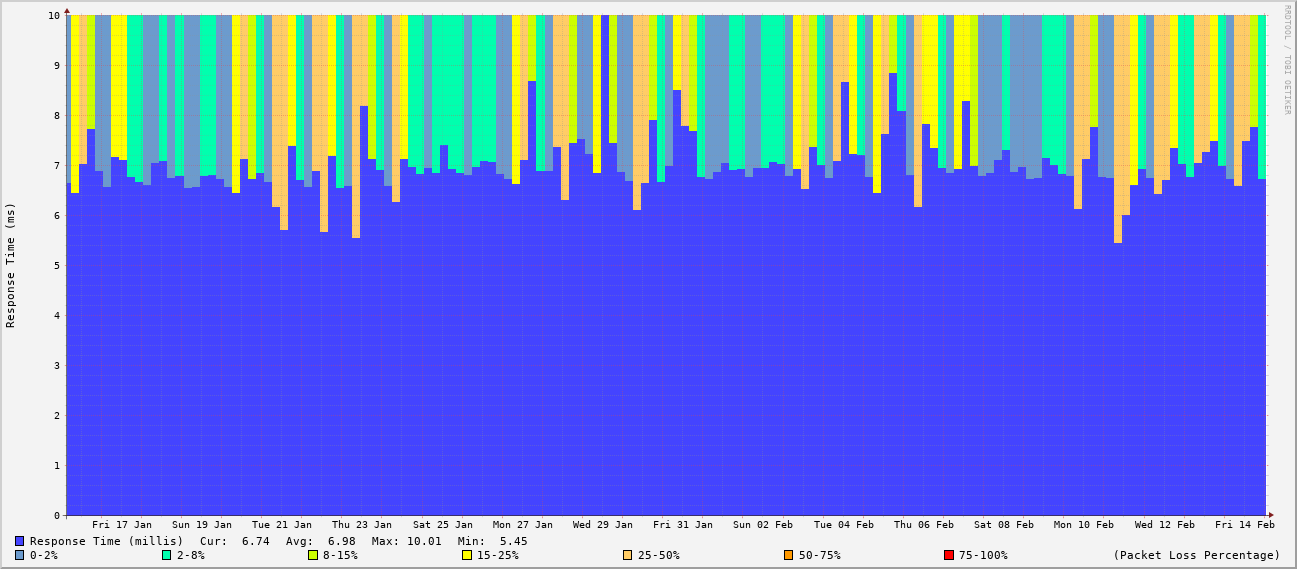 RRDTOOL / TOBI OETIKER
Response Time (ms)
10
9
8
7
6
5
4
3
2
1
0
Fri 17 Jan Sun 19 Jan Tue 21 Jan Thu 23 Jan Sat 25 Jan Mon 27 Jan Wed 29 Jan Fri 31 Jan Sun 02 Feb Tue 04 Feb Thu 06 Feb Sat 08 Feb Mon 10 Feb Wed 12 Feb Fri 14 Feb
Response Time (millis) Cur: 6.74 Avg: 6.98 Max: 10.01 Min: 5.45
0-2% 2-8% 8-15% 15-25% 25-50% 50-75% 75-100% (Packet Loss Percentage)